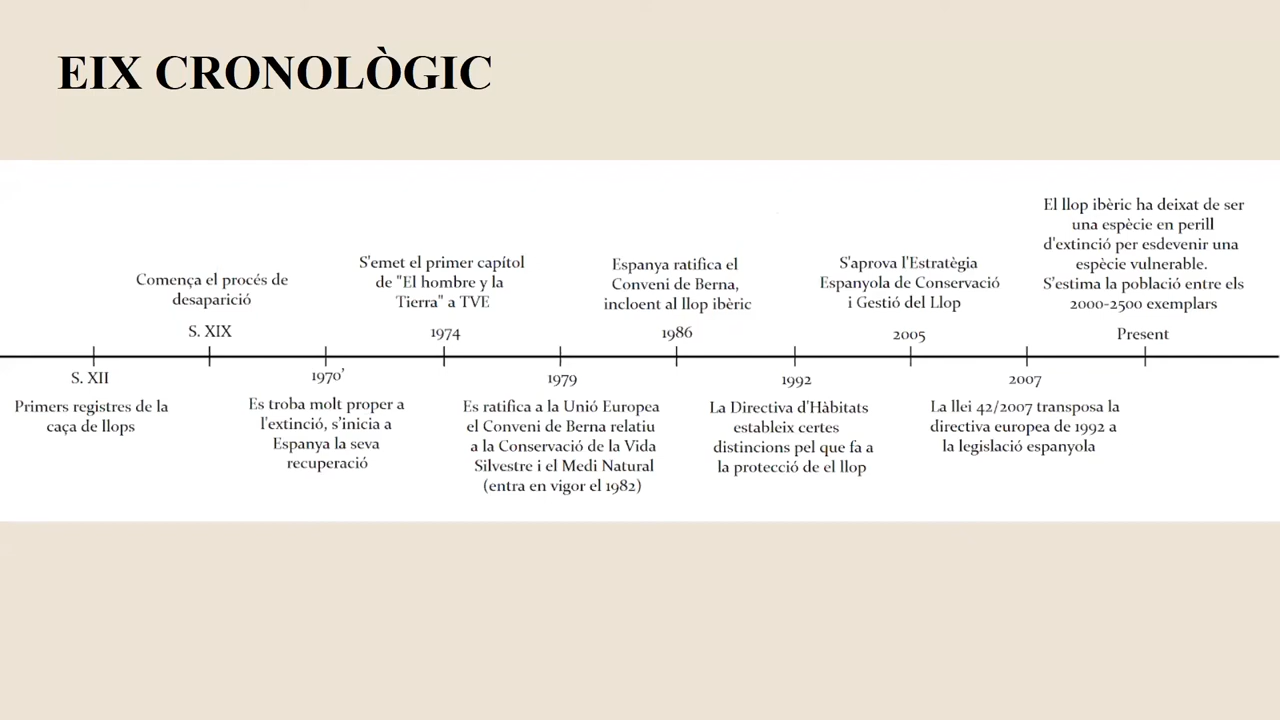 EIX CRONOLÒGIC
S. XII
Primers registres de la
caça de llops
Comença el procés de
desaparició
S. XIX
1970'
Es troba molt proper a
l'extinció, s'inicia a
Espanya la seva
recuperació
S'emet el primer capítol
de "El hombre y la
Tierra" a TVE
1974
1979
Es ratifica a la Unió Europea
el Conveni de Berna relatiu
a la Conservació de la Vida
Silvestre i el Medi Natural
(entra en vigor el 1982)
Espanya ratifica el
Conveni de Berna,
incloent al llop ibèric
1986
1992
La Directiva d'Hàbitats
estableix certes
distincions pel que fa a
la protecció de el llop
S'aprova l'Estratègia
Espanyola de Conservació
i Gestió del Llop
2005
2007
La llei 42/2007 transposa la
directiva europea de 1992 a
la legislació espanyola
El llop ibèric ha deixat de ser
una espècie en perill
d'extinció per esdevenir una
espècie vulnerable.
S'estima la població entre els
2000-2500 exemplars
Present